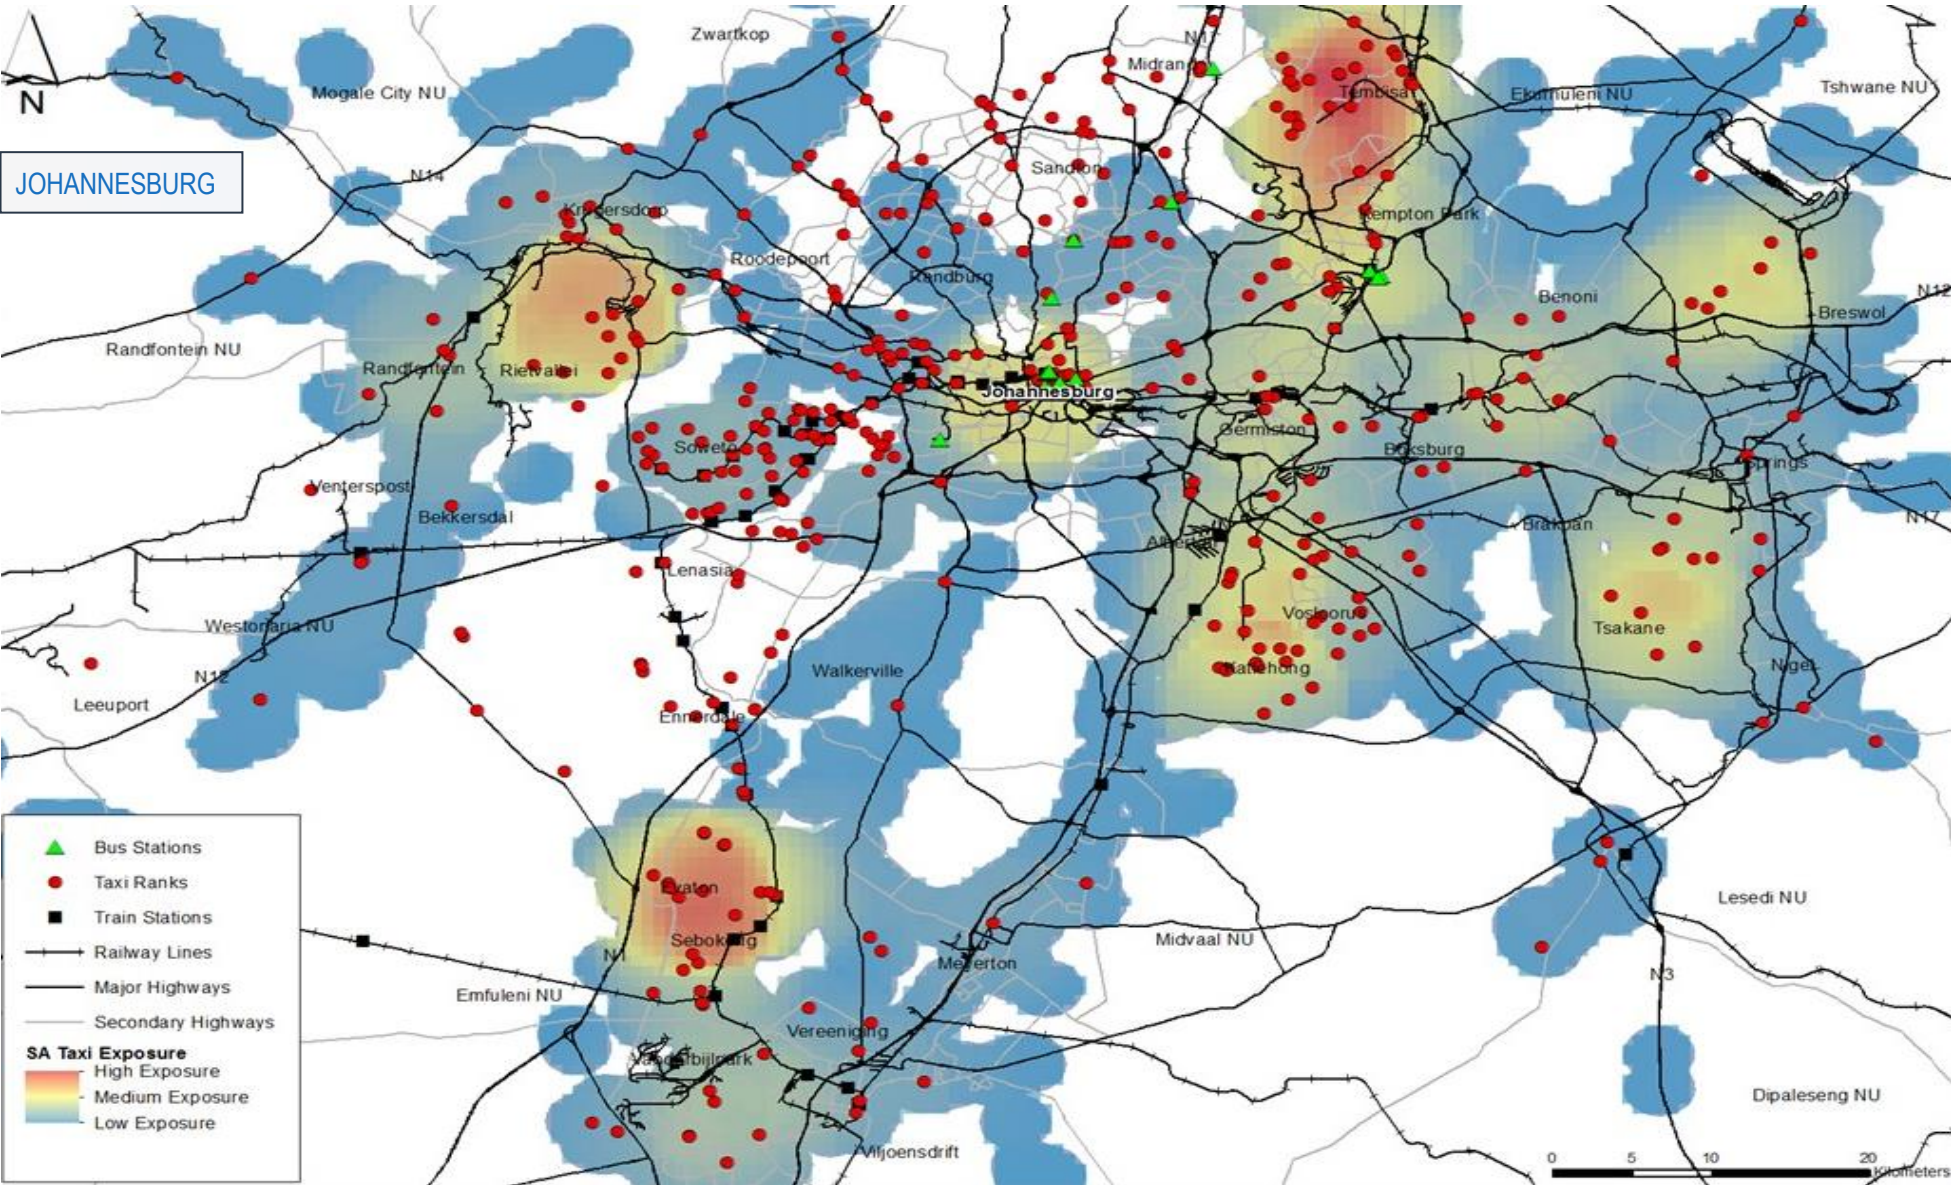 Zwartkop
N1
Midrand
Mogale City NU
Tembisa
Ekurhuleni NU
Tshwane NU
N
JOHANNESBURG
N14
Sandton
Krugersdorp
Kempton Park
Roodepoort
Randburg
Benoni
N12
Breswol
Randfontein NU
Randfontein
Rietvallei
Johannesburg
Germiston
Soweto
Boksburg
Springs
Venterspost
Bekkersdal
N17
Brakpan
Alberton
Lenasia
Vosloorus
Westonaria NU
Tsakane
Katlehong
Nigel
N12
Walkerville
Leeuport
Ennerdale
Bus Stations
Taxi Ranks
Train Stations
Railway Lines
Major Highways
Secondary Highways
SA Taxi Exposure
High Exposure
Medium Exposure
Low Exposure
Evaton
Lesedi NU
Sebokeng
Midvaal NU
N1
Meyerton
N3
Emfuleni NU
Vereeniging
Vanderbijlpark
Dipaleseng NU
Viljoensdrift
0 5 10 20
Kilometers